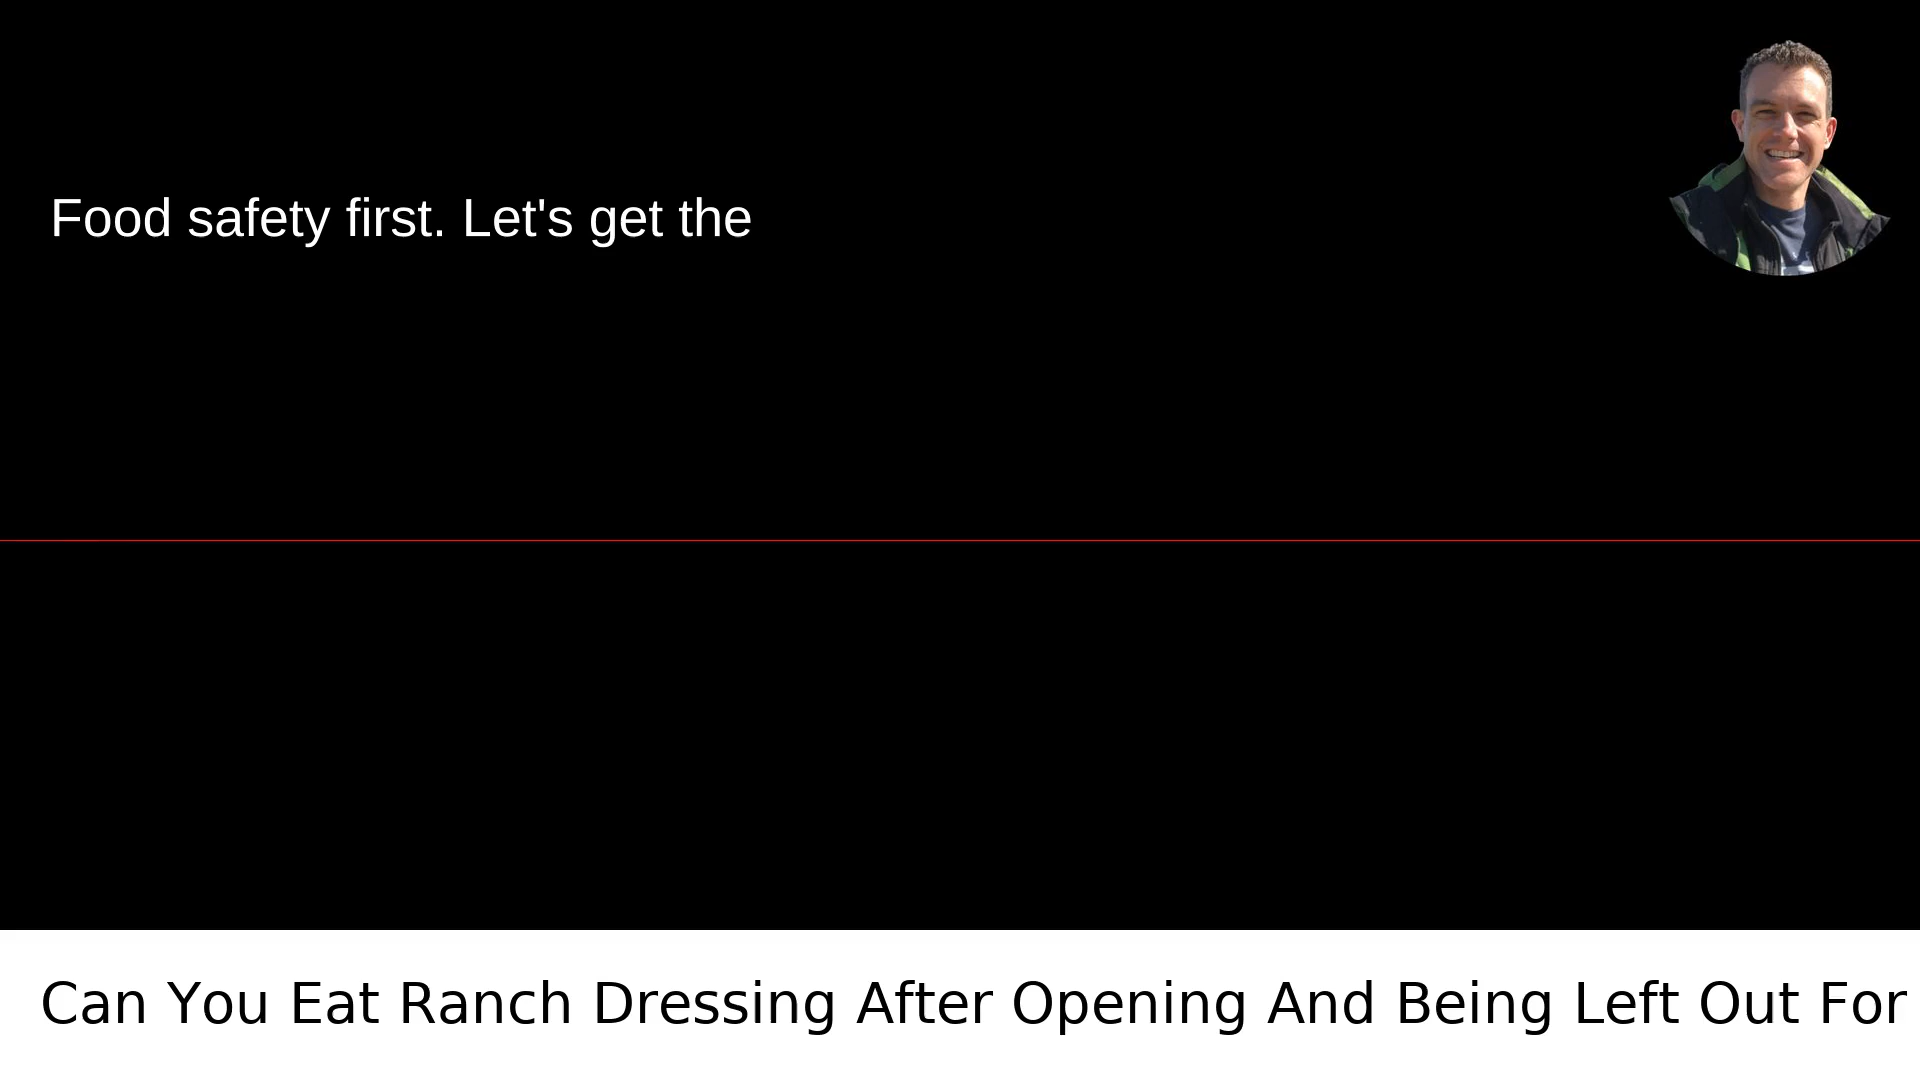 Food safety first. Let's get the
Can You Eat Ranch Dressing After Opening And Being Left Out For